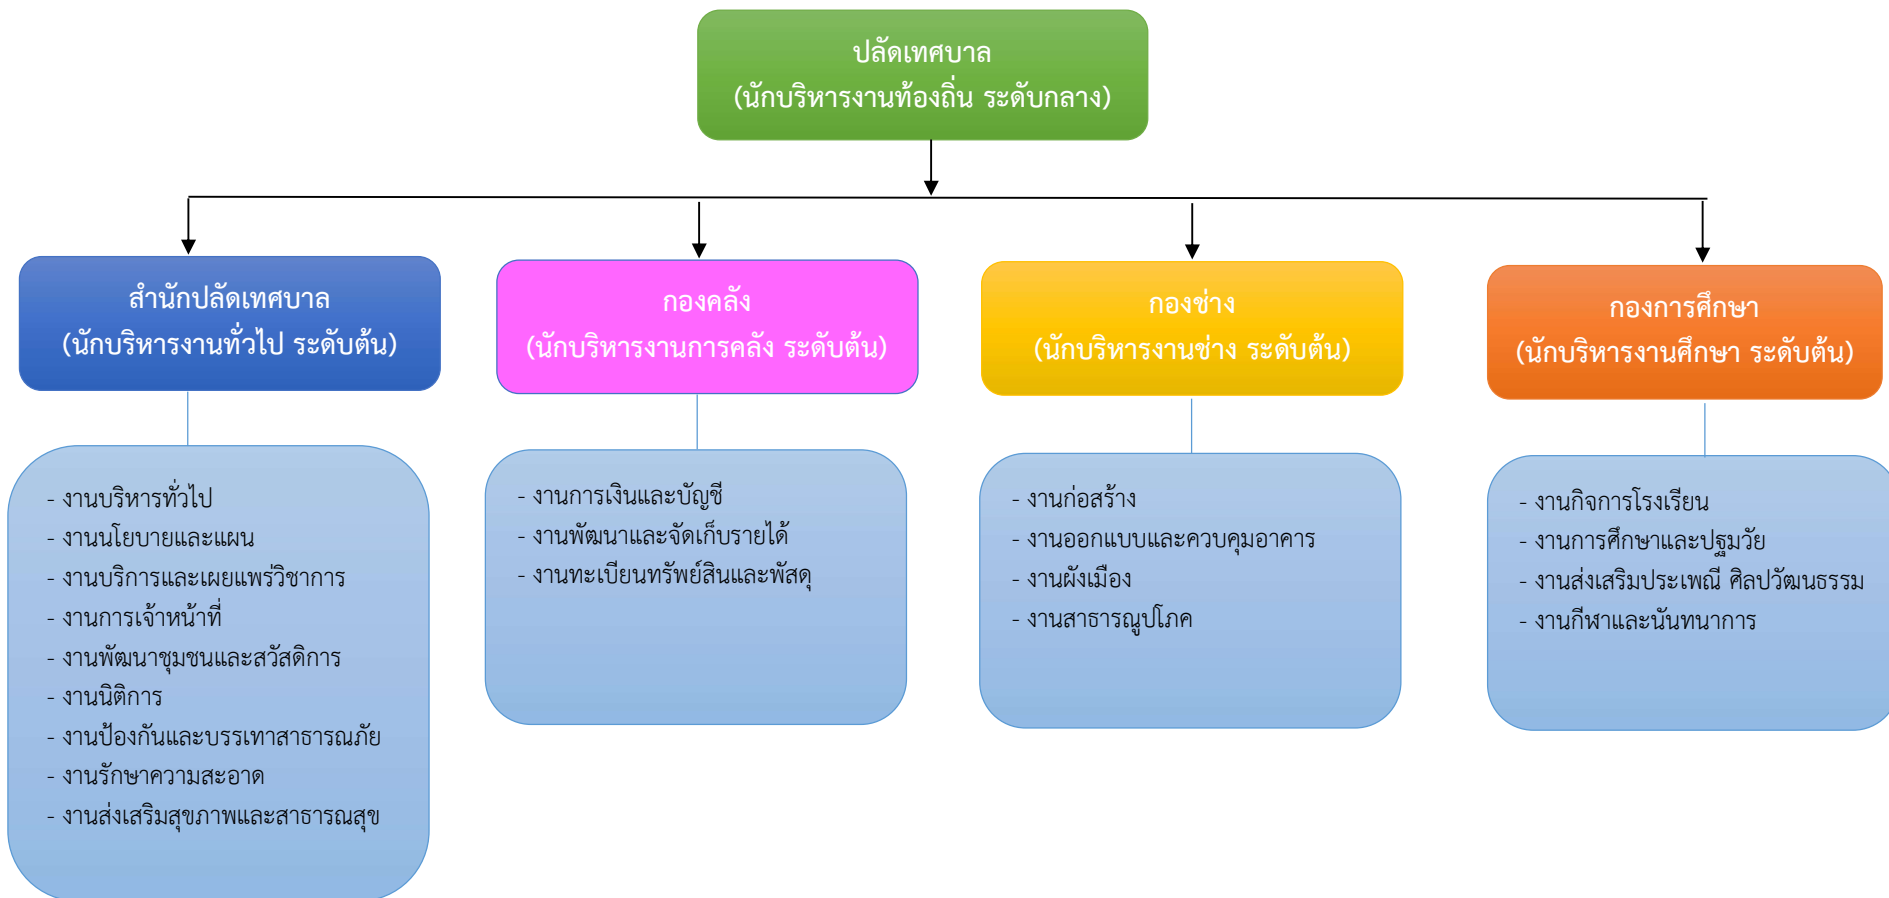 ปลัดเทศบาล
(นักบริหารงานท้องถิ่น ระดับกลาง)
สำนักปลัดเทศบาล
(นักบริหารงานทั่วไป ระดับต้น)
กองคลัง
(นักบริหารงานการคลัง ระดับต้น)
กองช่าง
(นักบริหารงานช่าง ระดับต้น)
กองการศึกษา
(นักบริหารงานศึกษา ระดับต้น)
- งานบริหารทั่วไป
- งานนโยบายและแผน
- งานบริการและเผยแพร่วิชาการ
- งานการเจ้าหน้าที่
- งานพัฒนาชุมชนและสวัสดิการ
- งานนิติการ
- งานป้องกันและบรรเทาสาธารณภัย
- งานรักษาความสะอาด
- งานส่งเสริมสุขภาพและสาธารณสุข
- งานการเงินและบัญชี
- งานพัฒนาและจัดเก็บรายได้
- งานทะเบียนทรัพย์สินและพัสดุ
- งานก่อสร้าง
- งานออกแบบและควบคุมอาคาร
- งานผังเมือง
- งานสาธารณูปโภค
- งานกิจการโรงเรียน
- งานการศึกษาและปฐมวัย
- งานส่งเสริมประเพณี ศิลปวัฒนธรรม
- งานกีฬาและนันทนาการ